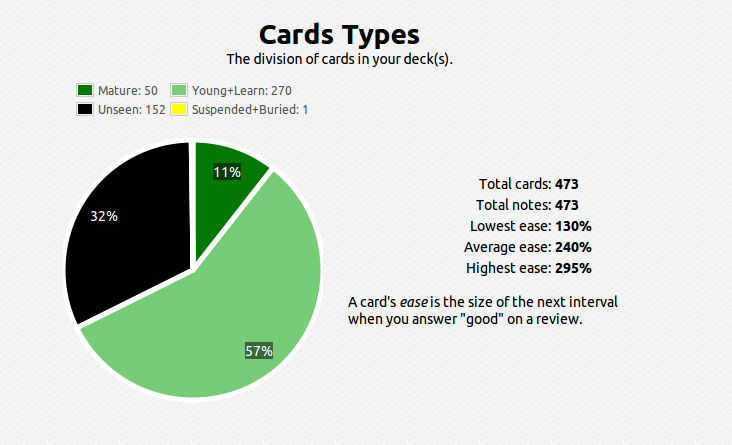 Cards Types
The division of cards in your deck(s).
Mature: 50 Young+Learn: 270
Unseen: 152 Suspended+Buried: 1
11%
32%
57%
Total cards: 473
Total notes: 473
Lowest ease: 130%
Average ease: 240%
Highest ease: 295%
A card's ease is the size of the next interval
when you answer "good" on a review.